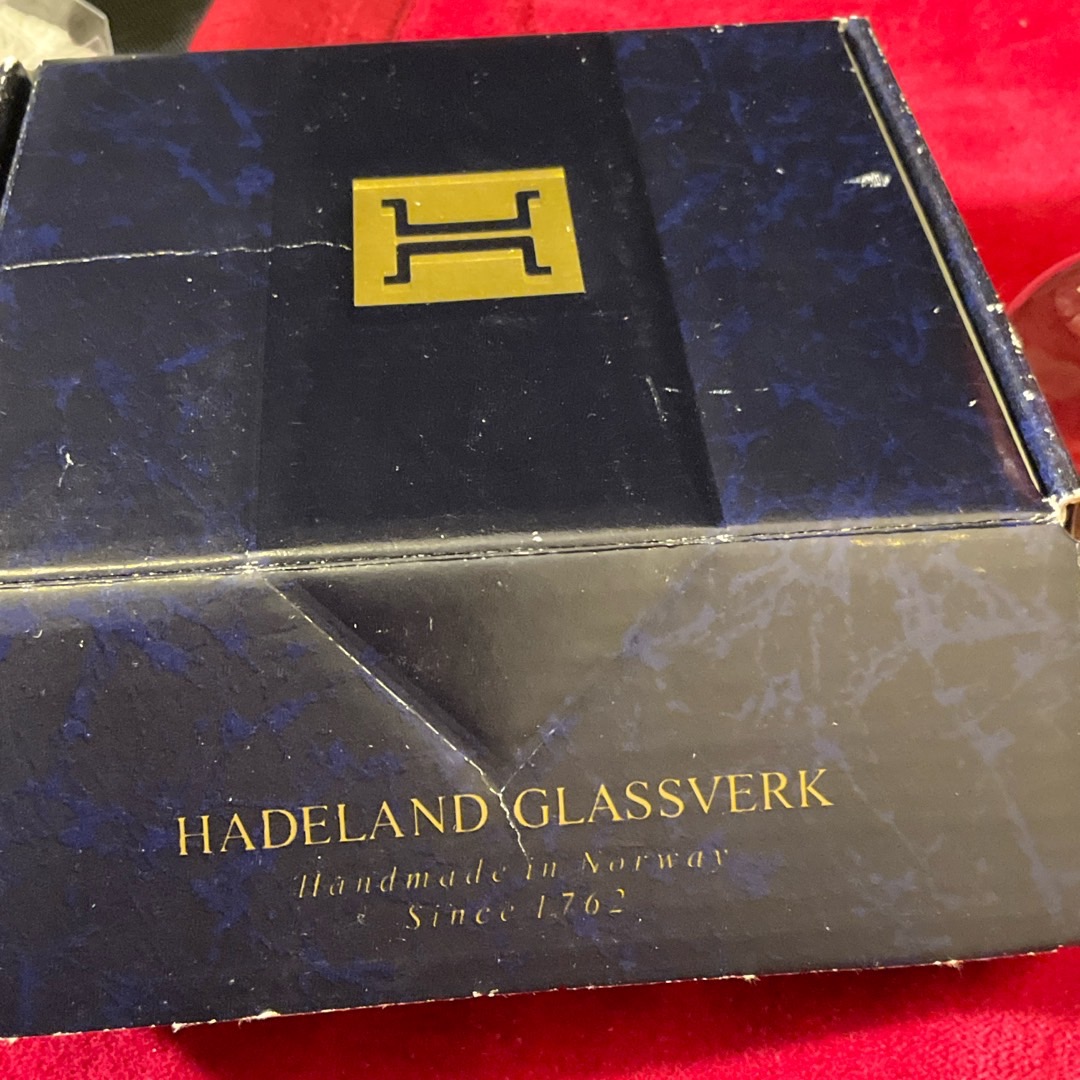 H
HADELAND GLASSVERK
Handmade in Norway
Since 1762